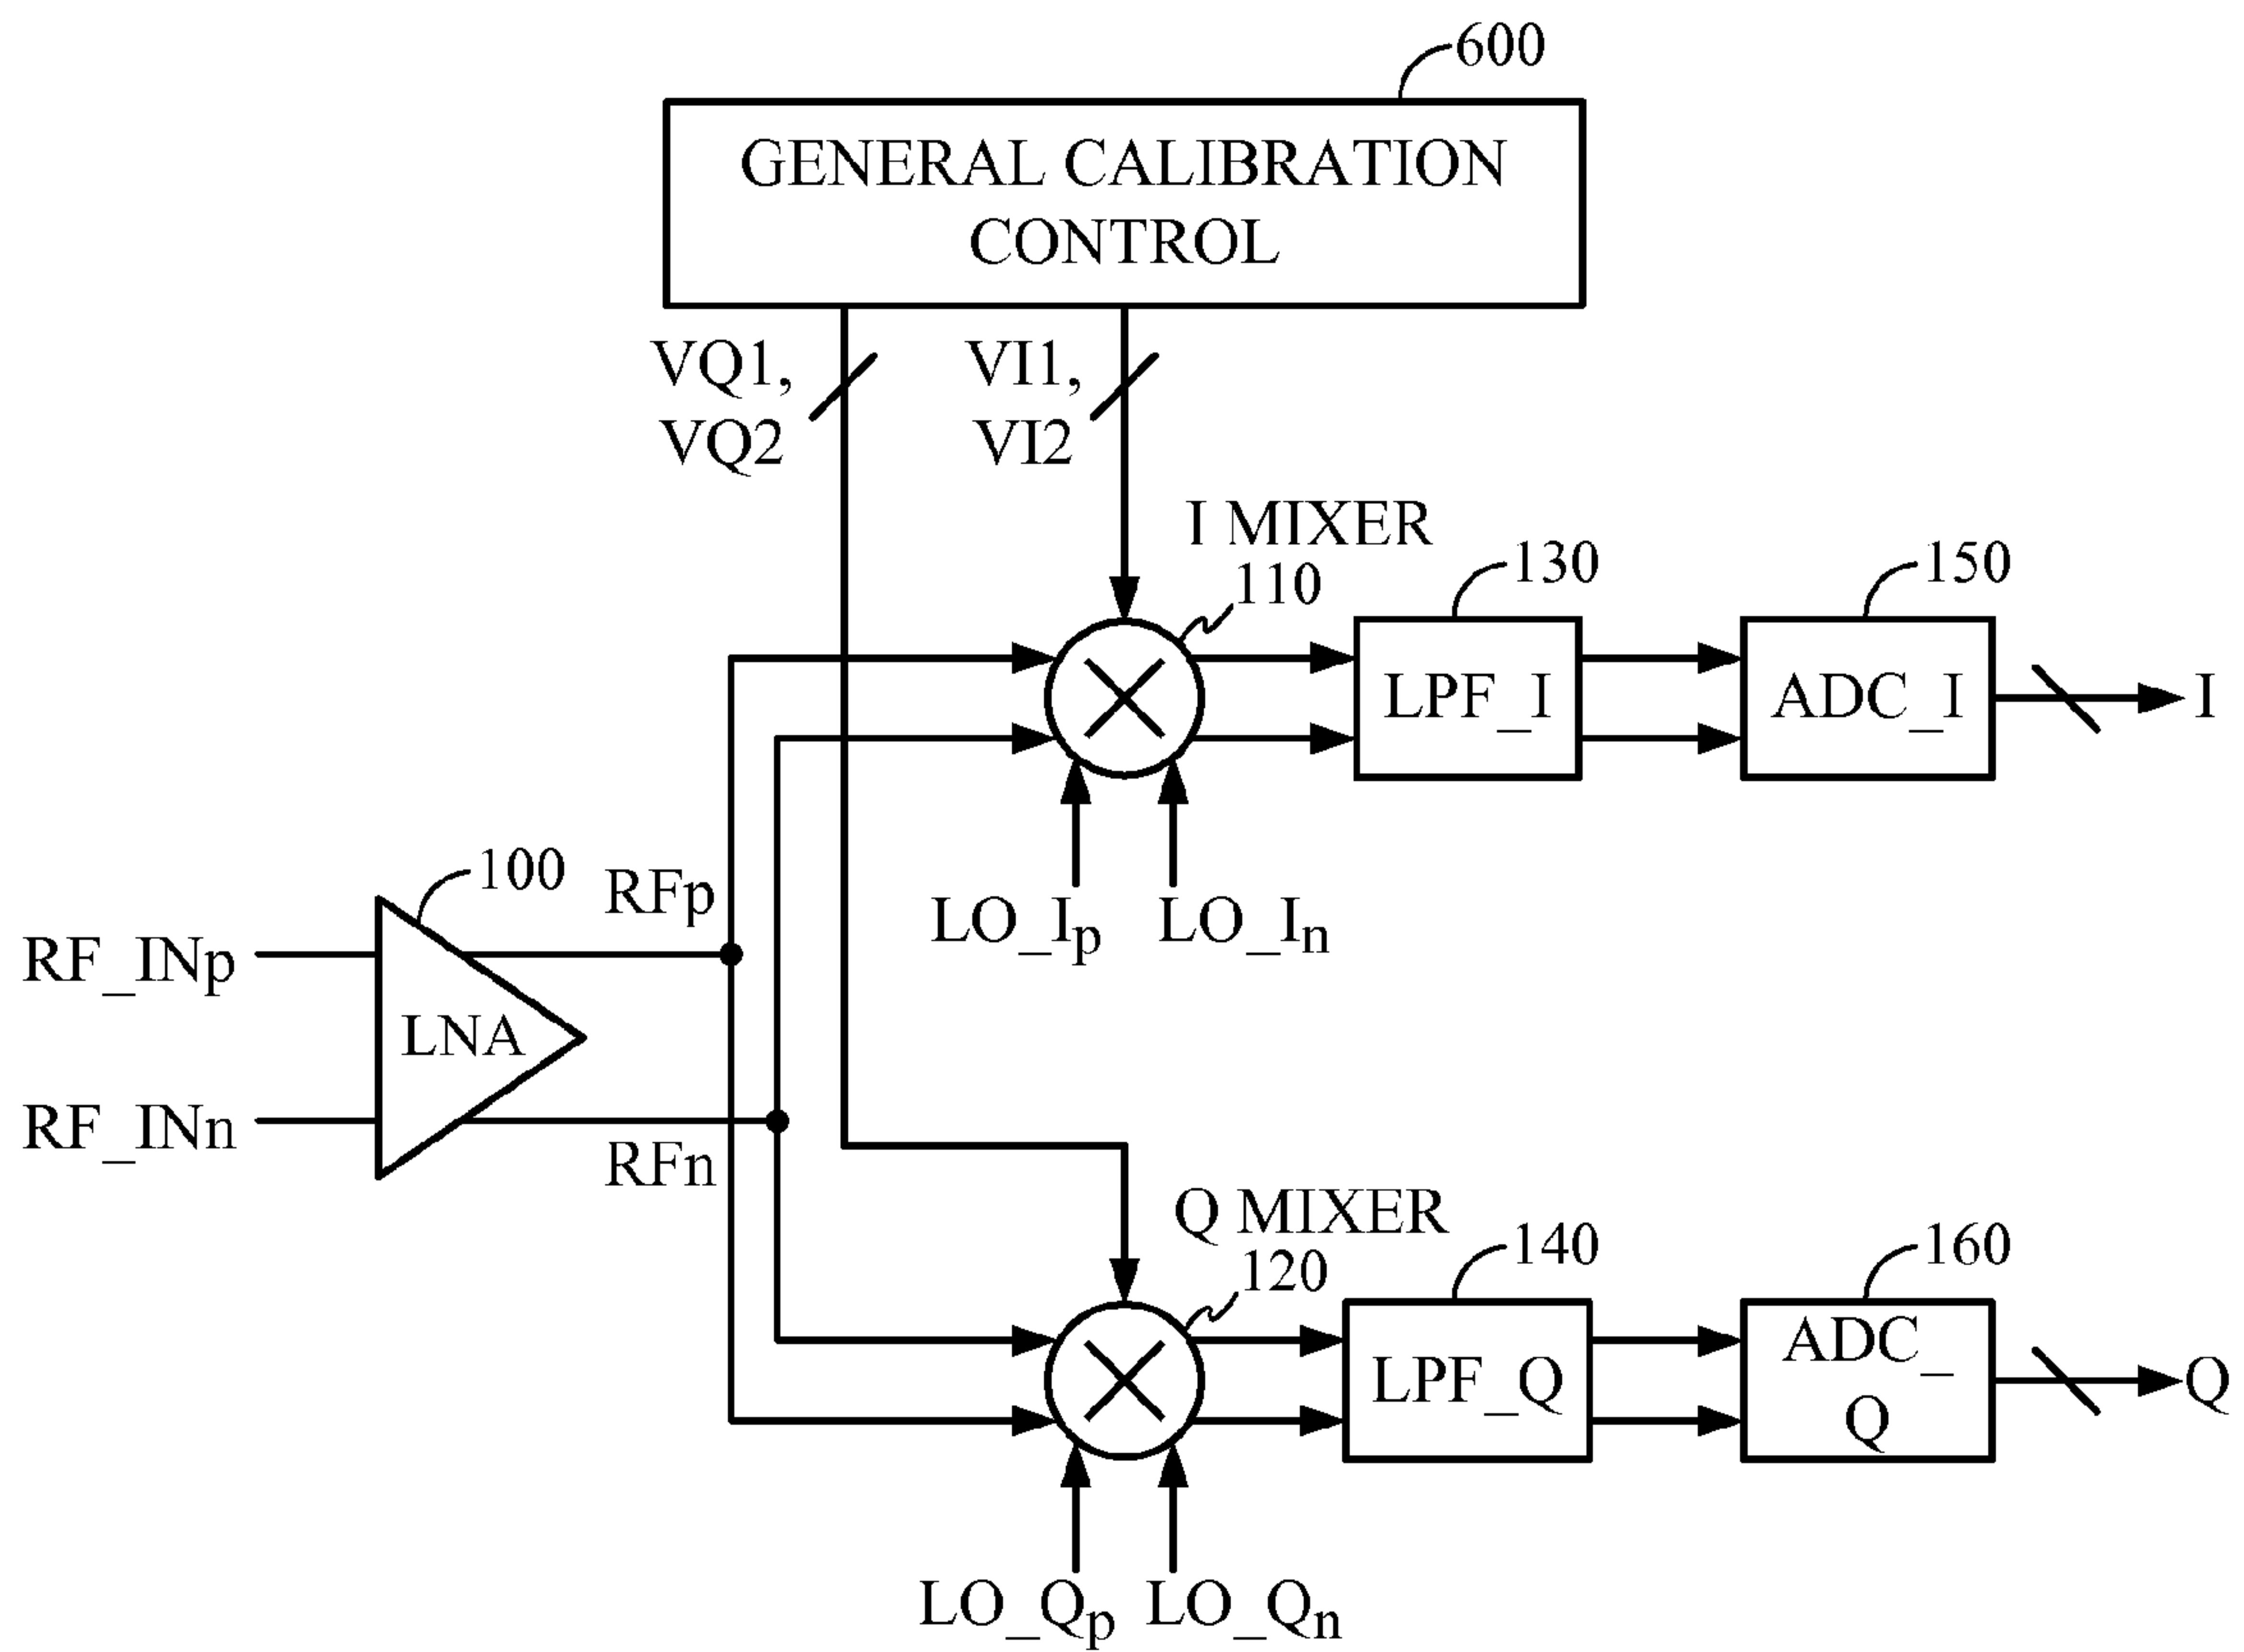 600
GENERAL CALIBRATION
CONTROL
VQ1,
VQ2
VI1,
VI2
I MIXER
110
130
150
LPF_I
ADC_I
I
LO_Ip
LO_In
100
RFp
RF_INp
LNA
RF_INn
RFn
Q MIXER
120
140
160
LPF_Q
ADC_
Q
Q
LO_Qp
LO_Qn